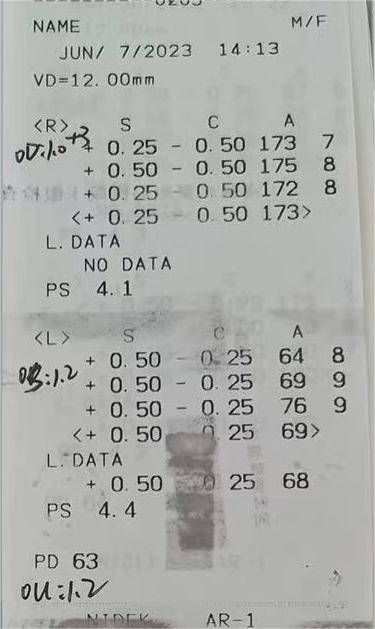 NAME M/F
JUN/ 7/2023 14:13
VD=12.00mm
<R> S C A
OD:1.0+3 + 0.25 - 0.50 173 7
+ 0.50 - 0.50 175 8
+ 0.25 - 0.50 172 8
<+ 0.25 - 0.50 173>
L.DATA
NO DATA
PS 4.1
<L> S C A
+ 0.50 - 0.25 64 8
OS:1.2 + 0.50 - 0.25 69 9
+ 0.50 - 0.25 76 9
<+ 0.50 0.25 69>
L.DATA
+ 0.50 0.25 68
PS 4.4
PD 63
OU:1.2
NIDEK AR-1